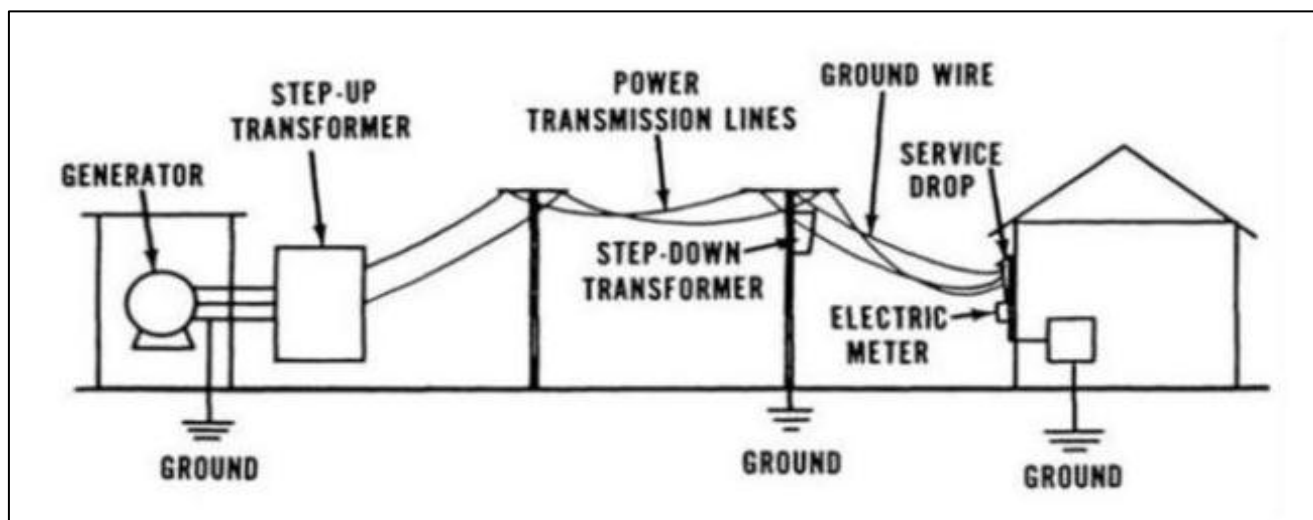 GENERATOR
STEP-UP
TRANSFORMER
POWER
TRANSMISSION LINES
GROUND WIRE
SERVICE
DROP
STEP-DOWN
TRANSFORMER
ELECTRIC
METER
GROUND
GROUND
GROUND